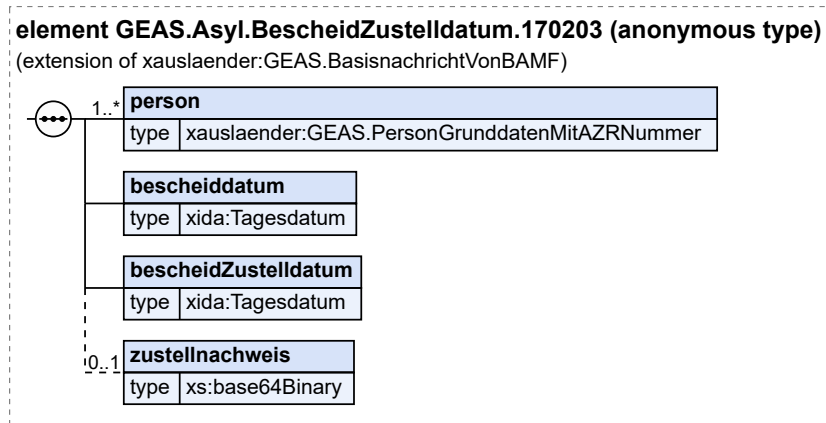 element GEAS.Asyl.BescheidZustelldatum.170203 (anonymous type)
(extension of xauslaender:GEAS.BasisnachrichtVonBAMF)
1..* person
type xauslaender:GEAS.PersonGrunddatenMitAZRNummer
bescheiddatum
type xida:Tagesdatum
bescheidZustelldatum
type xida:Tagesdatum
0..1 zustellnachweis
type xs:base64Binary